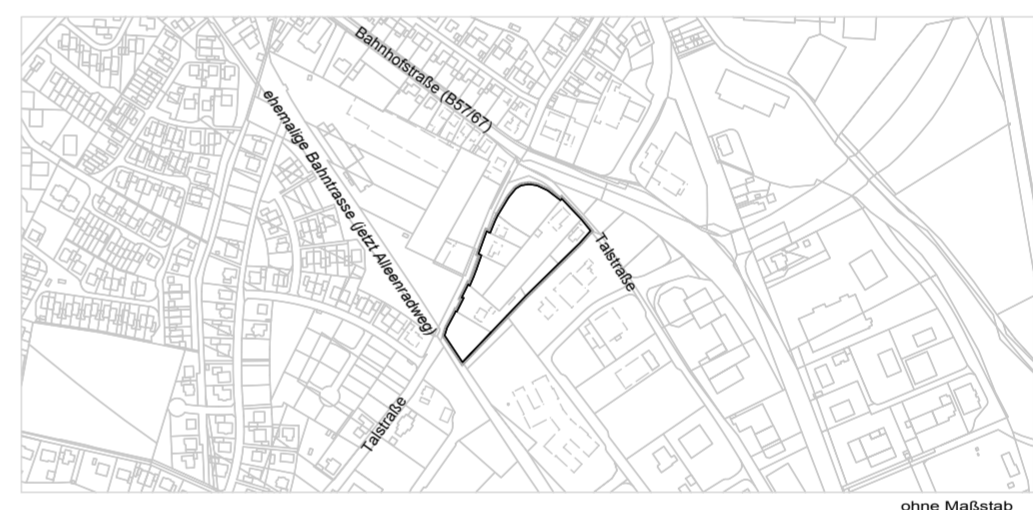 Bahnhofstraße (B57/67)
ehemalige Bahntrasse (jetzt Alleenradweg)
Talstraße
Talstraße
ohne Maßstab